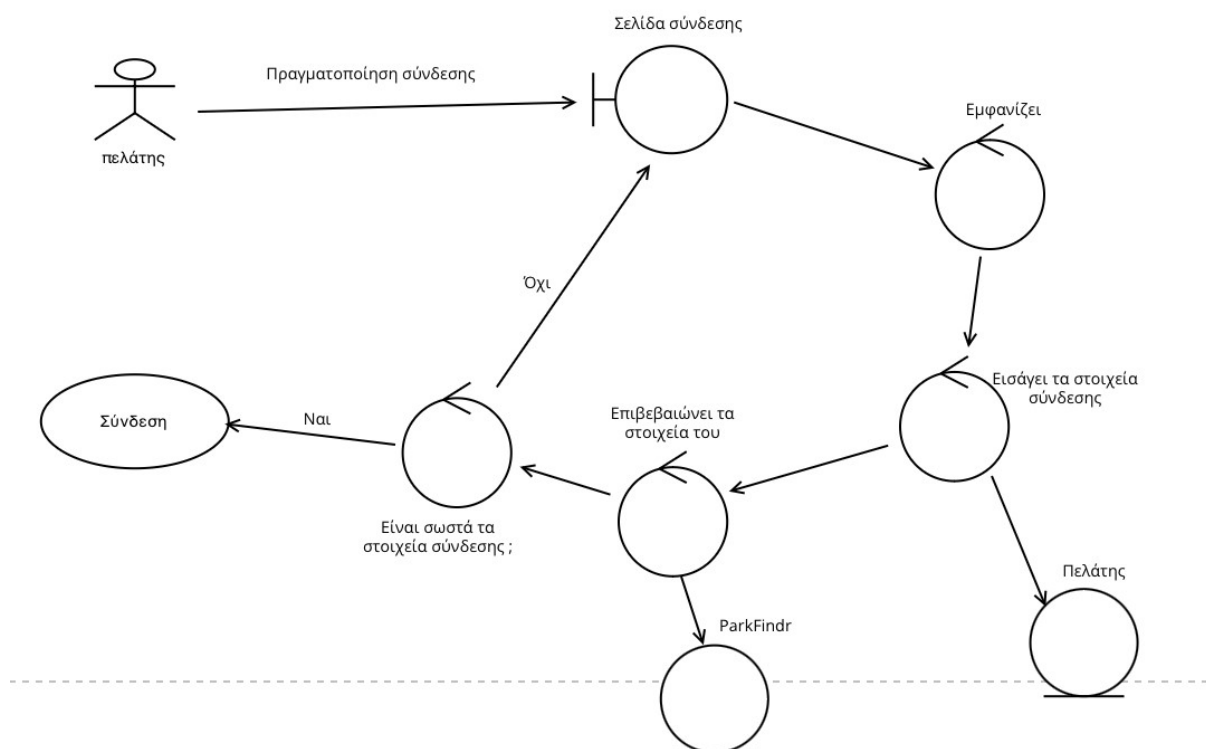 Σελίδα σύνδεσης
Πραγματοποίηση σύνδεσης
Εμφανίζει
πελάτης
Όχι
Εισάγει τα στοιχεία
σύνδεσης
Επιβεβαιώνει τα
στοιχεία του
Ναι
Σύνδεση
Είναι σωστά τα
στοιχεία σύνδεσης ;
Πελάτης
ParkFindr